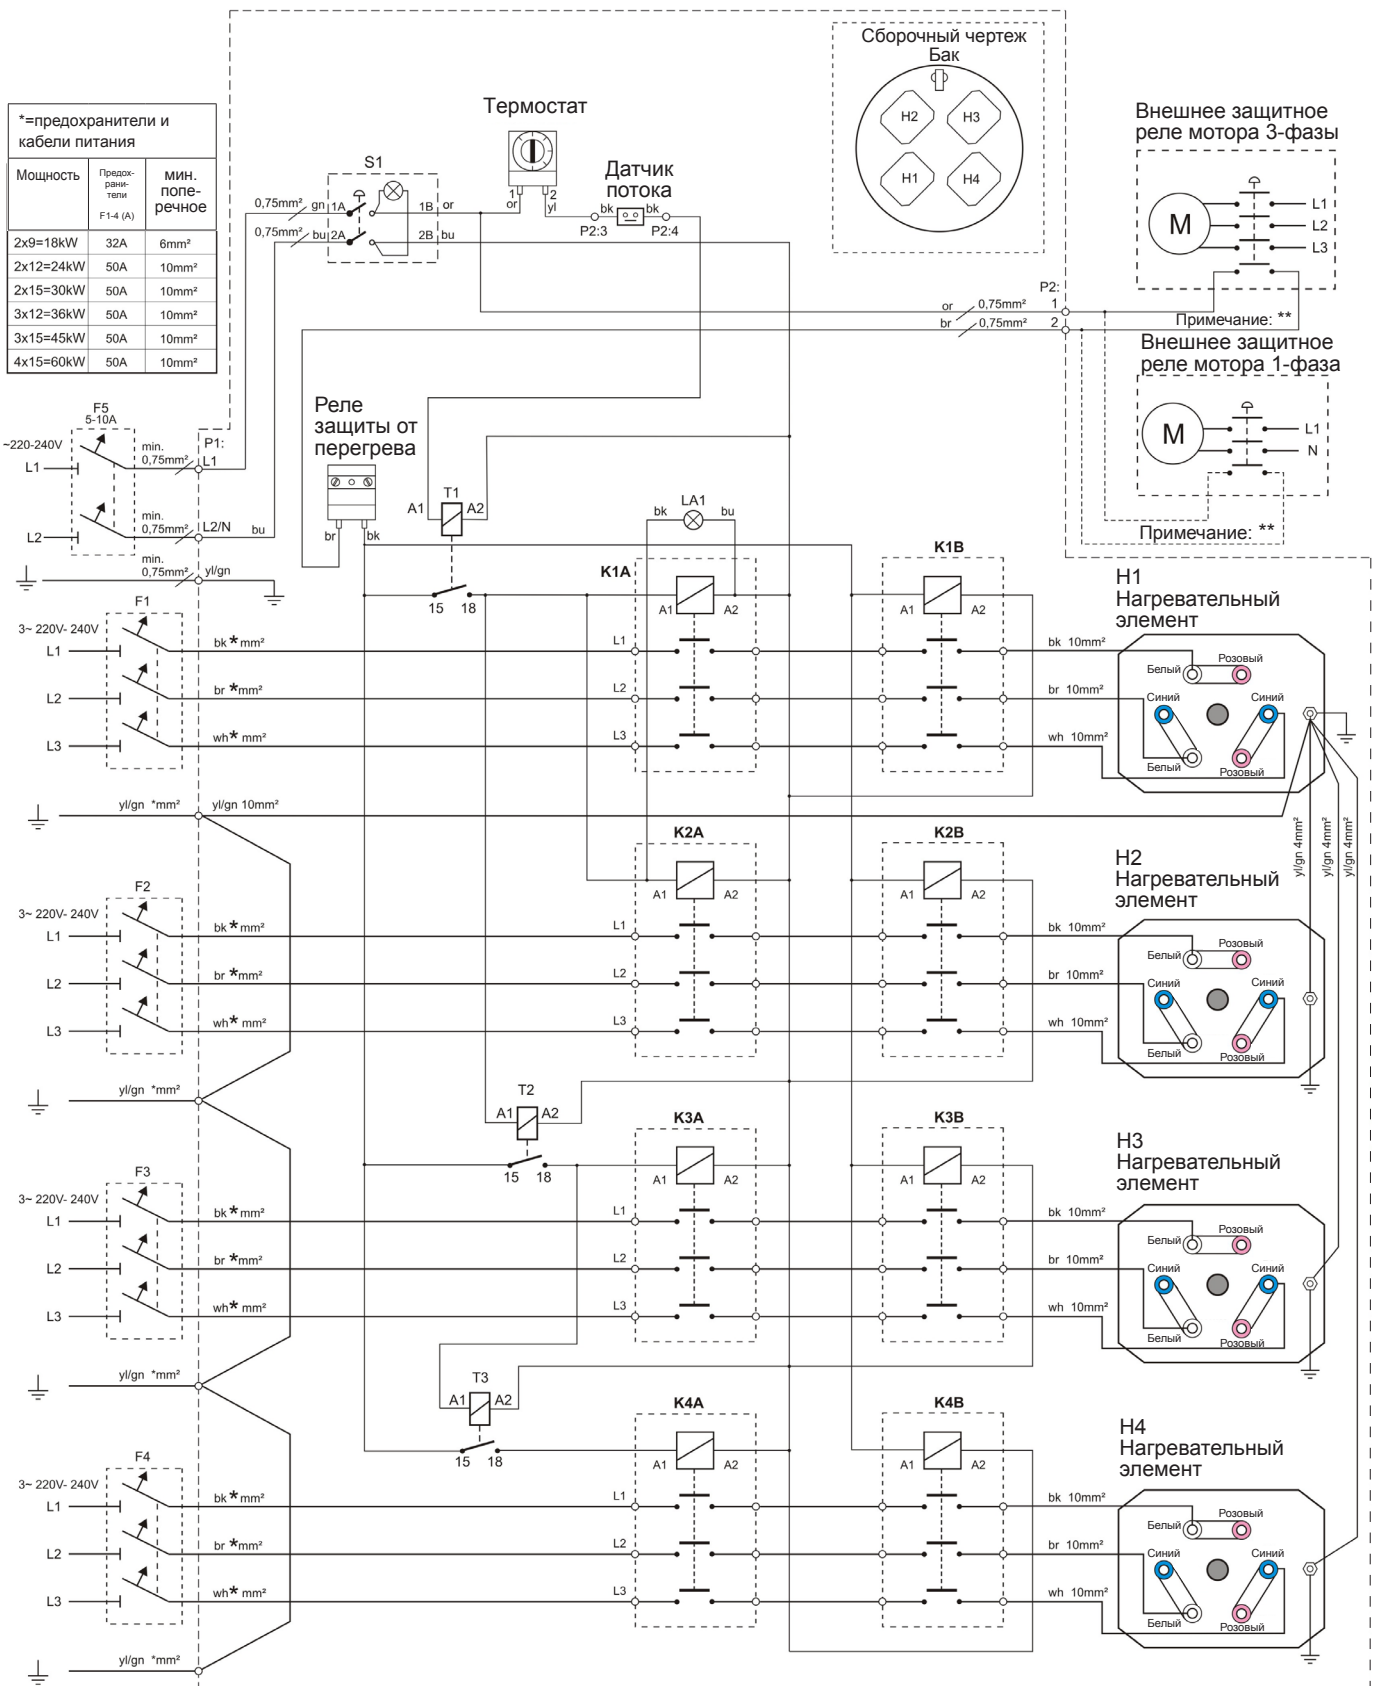 Сборочный чертеж
Бак
H2
H3
H1
H4
*=предохранители и
кабели питания
Мощность
Предох-
рани-
тели
F1-4 (A)
мин.
попе-
речное
2x9=18kW 32A 6mm²
2x12=24kW 50A 10mm²
2x15=30kW 50A 10mm²
3x12=36kW 50A 10mm²
3x15=45kW 50A 10mm²
4x15=60kW 50A 10mm²
Термостат
1 2
or yl
S1
0,75mm² gn 1A 1B or
0,75mm² bu 2A 2B bu
Датчик
потока
bk bk
P2:3 P2:4
Внешнее защитное
реле мотора 3-фазы
M
L1
L2
L3
P2:
or 0,75mm² 1
br 0,75mm² 2
Примечание: **
Внешнее защитное
реле мотора 1-фаза
M
L1
N
Примечание: **
F5
5-10A
~220-240V
L1
min.
0,75mm²
P1:
L1
L2
min.
0,75mm²
L2/N
bu
min.
0,75mm²
yl/gn
Реле
защиты от
перегрева
br bk
T1
A1 A2
15 18
LA1
bk bu
K1A
A1 A2
K1B
A1 A2
H1
Нагревательный
элемент
F1
3~ 220V- 240V
L1 bk*mm² L1 bk 10mm²
L2 br *mm² L2 br 10mm²
L3 wh* mm² L3 wh 10mm²
Белый
Розовый
Синий
Синий
Белый
Розовый
yl/gn *mm² yl/gn 10mm²
yl/gn 4mm²
yl/gn 4mm²
yl/gn 4mm²
K2A
A1 A2
K2B
A1 A2
H2
Нагревательный
элемент
F2
3~ 220V- 240V
L1 bk*mm² L1 bk 10mm²
L2 br *mm² L2 br 10mm²
L3 wh* mm² L3 wh 10mm²
Белый
Розовый
Синий
Синий
Белый
Розовый
yl/gn *mm²
T2
A1 A2
15 18
K3A
A1 A2
K3B
A1 A2
H3
Нагревательный
элемент
F3
3~ 220V- 240V
L1 bk*mm² L1 bk 10mm²
L2 br *mm² L2 br 10mm²
L3 wh* mm² L3 wh 10mm²
Белый
Розовый
Синий
Синий
Белый
Розовый
yl/gn *mm²
T3
A1 A2
15 18
K4A
A1 A2
K4B
A1 A2
H4
Нагревательный
элемент
F4
3~ 220V- 240V
L1 bk*mm² L1 bk 10mm²
L2 br *mm² L2 br 10mm²
L3 wh* mm² L3 wh 10mm²
Белый
Розовый
Синий
Синий
Белый
Розовый
yl/gn *mm²